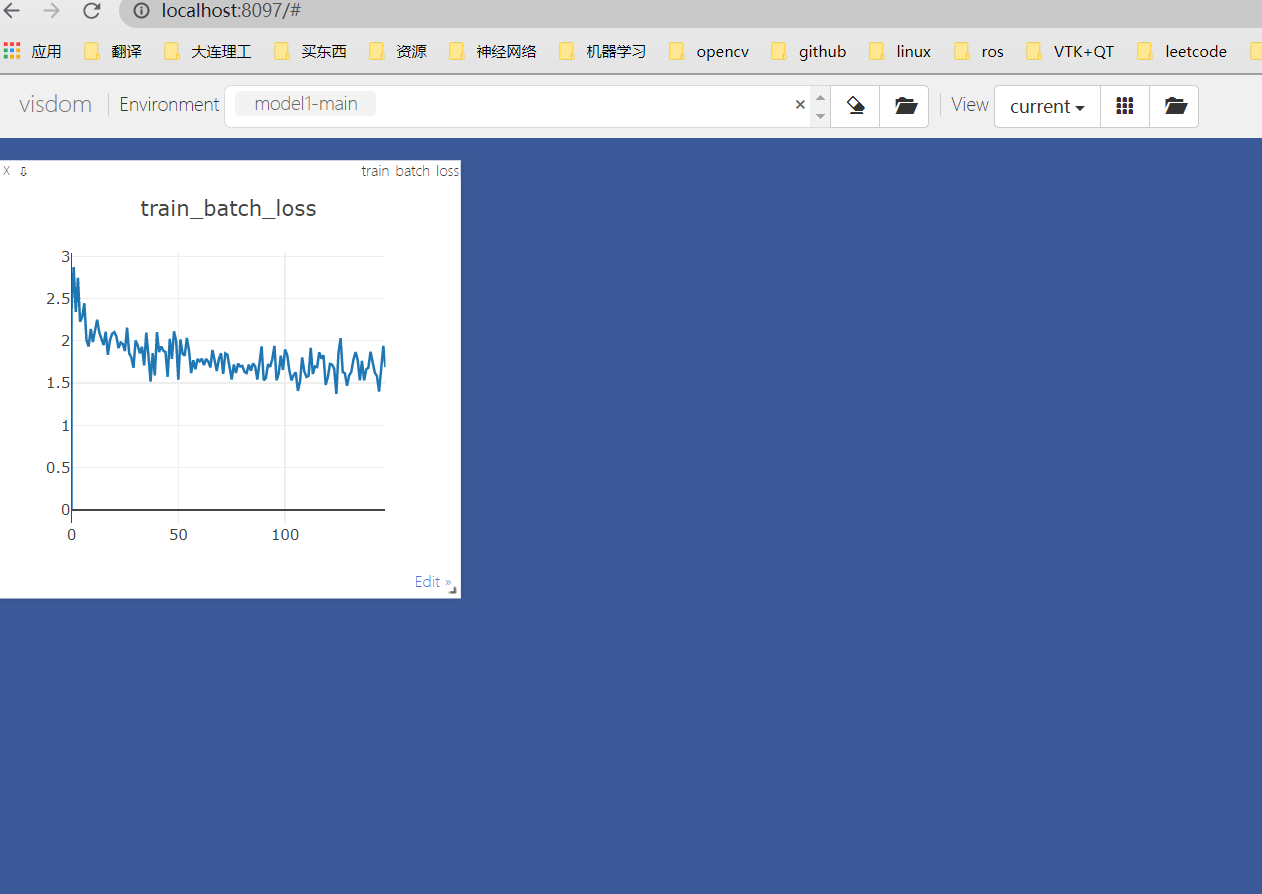 localhost:8097/#
应用 翻译 大连理工 买东西 资源 神经网络 机器学习 opencv github linux ros VTK+QT leetcode
visdom Environment model1-main × View current
X train batch loss
train_batch_loss
3
2.5
2
1.5
1
0.5
0
0 50 100
Edit »